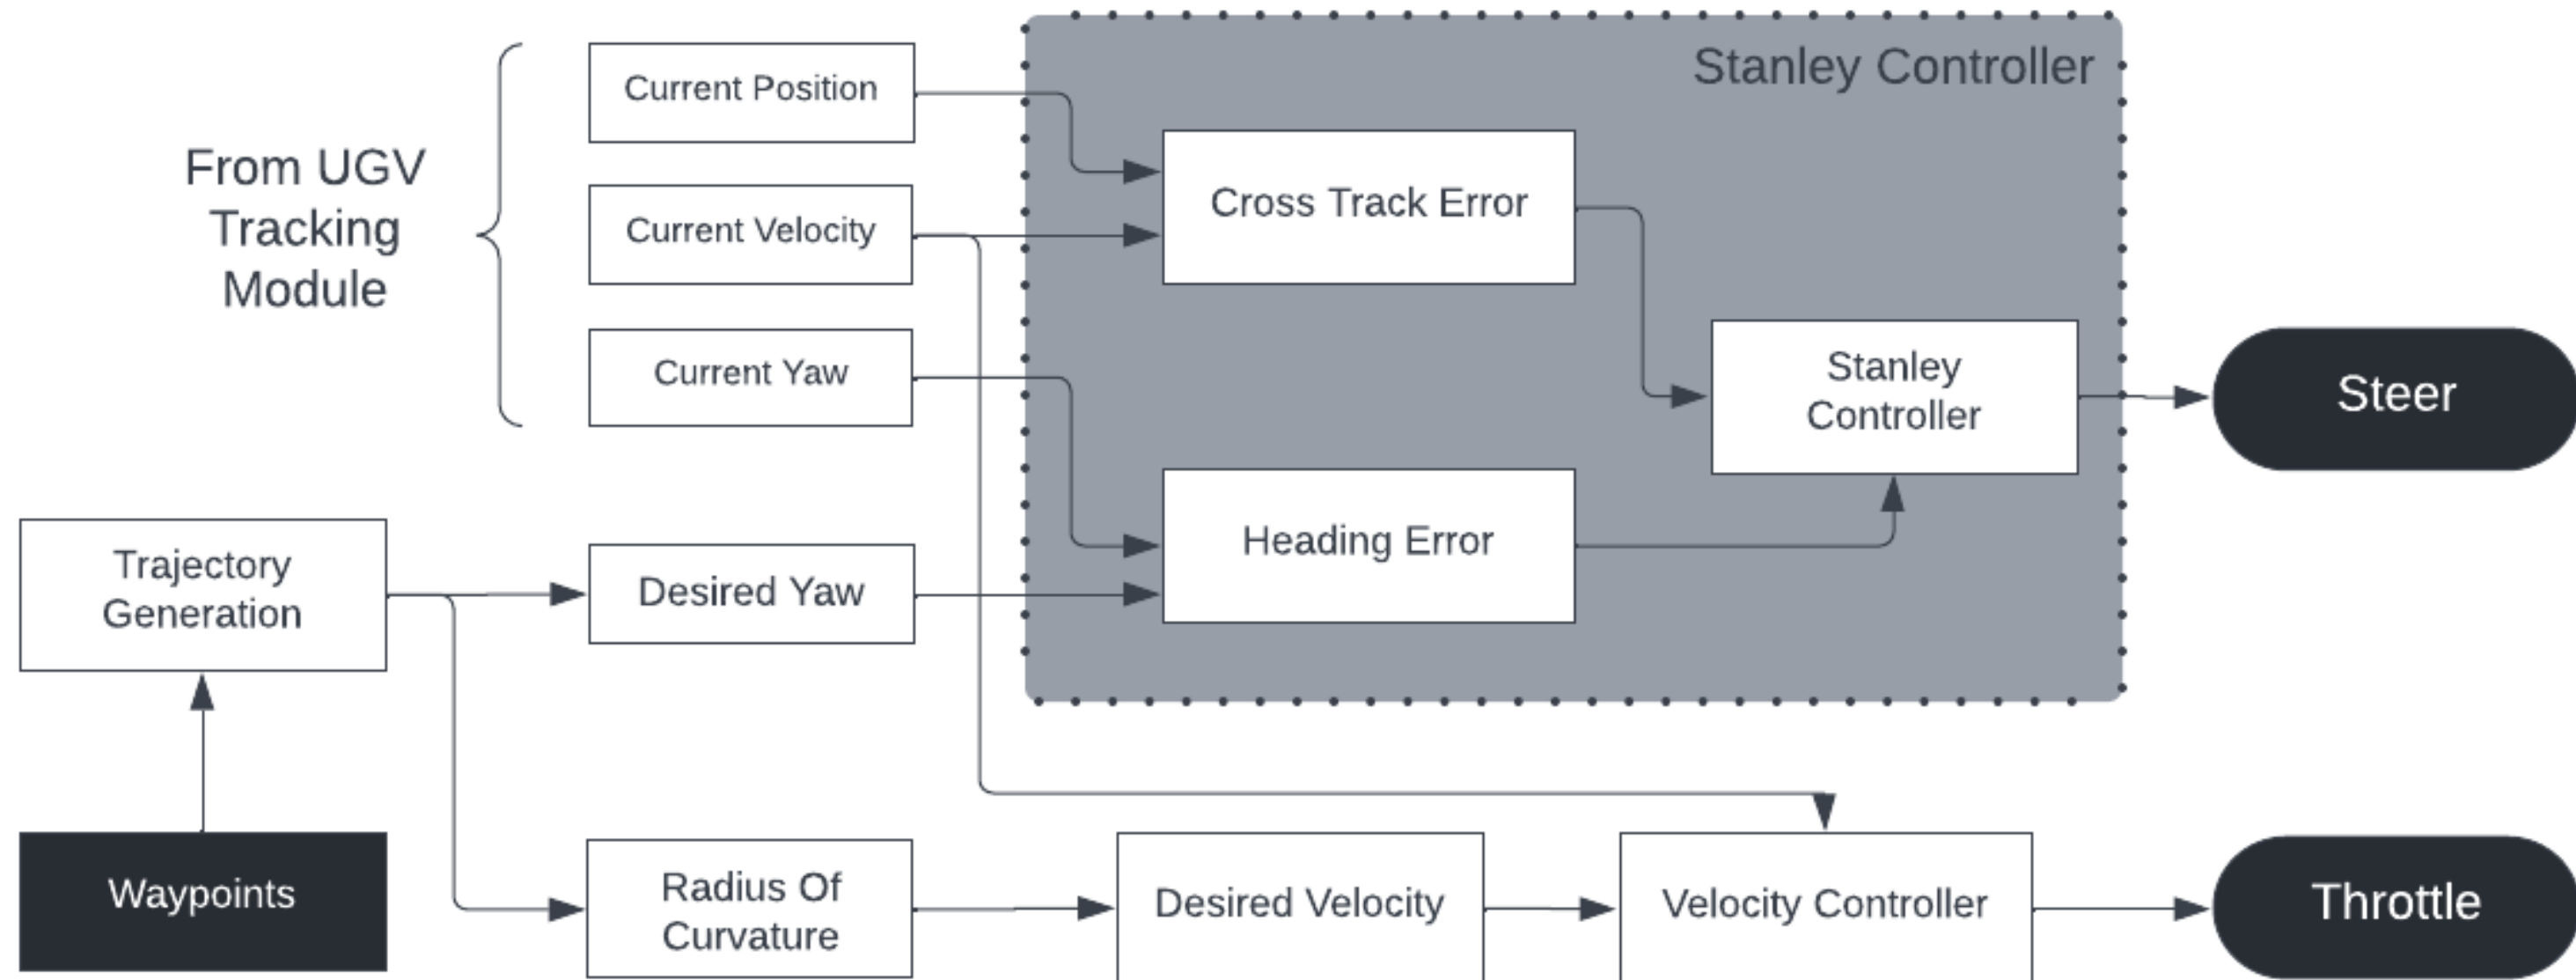 Stanley Controller
Current Position
From UGV
Tracking
Module
Cross Track Error
Current Velocity
Current Yaw
Stanley
Controller
Steer
Heading Error
Trajectory
Generation
Desired Yaw
Waypoints
Radius Of
Curvature
Desired Velocity
Velocity Controller
Throttle